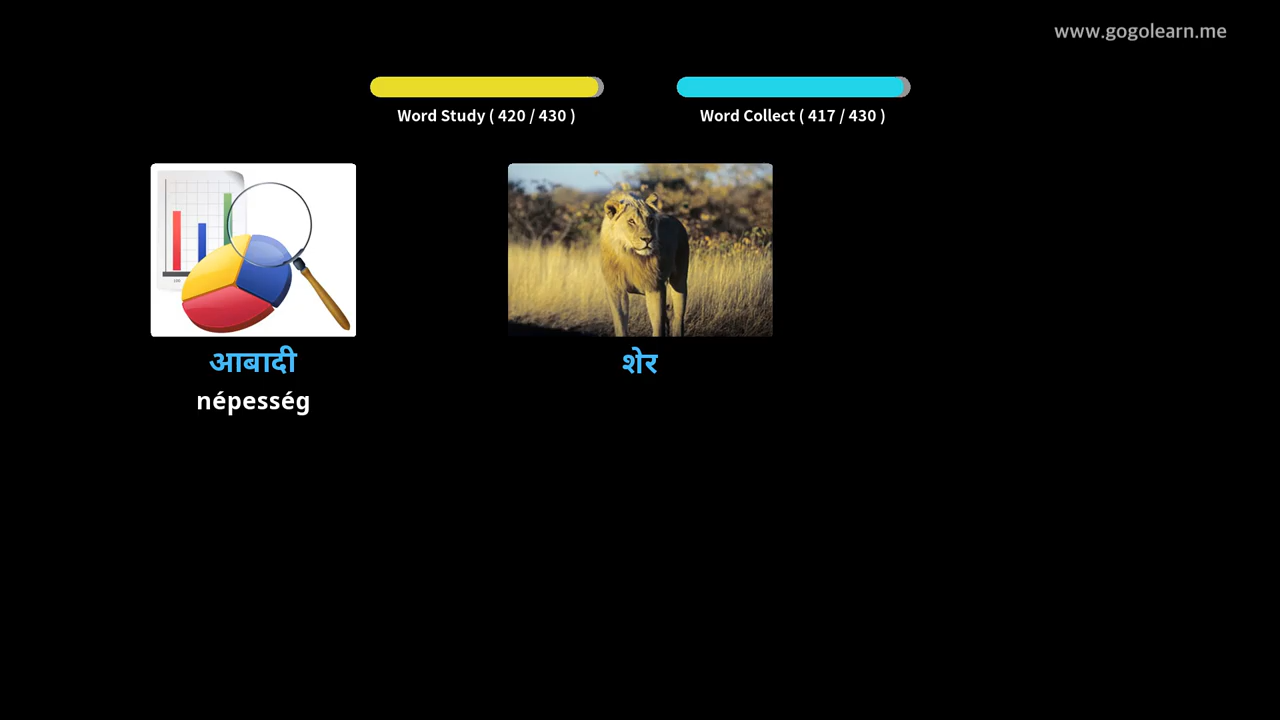 www.gogolearn.me
Word Study ( 420 / 430 )
Word Collect ( 417 / 430 )
आबादी
népesség
शेर